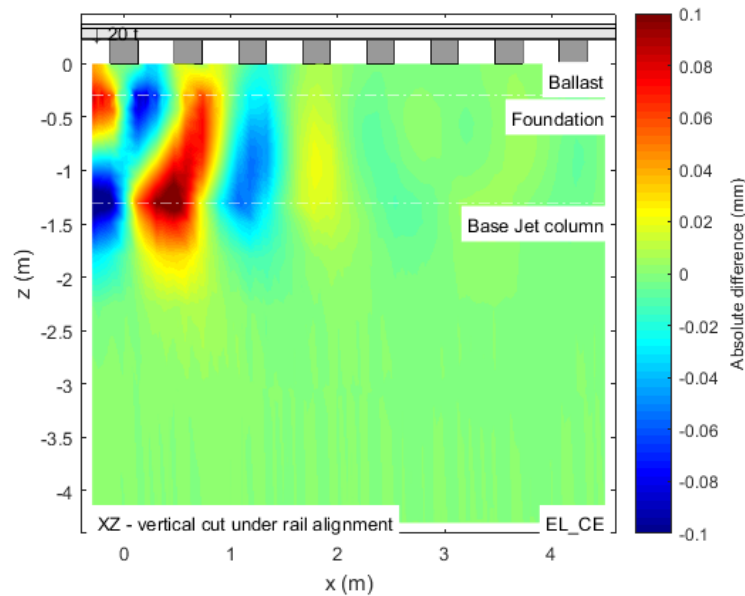 ↓ 20 t
0.1
0
Ballast
0.08
-0.5
Foundation
0.06
-1
0.04
-1.5
Base Jet column
0.02
-2
0
-2.5
-0.02
-3
-0.04
-3.5
-0.06
-4
-0.08
XZ - vertical cut under rail alignment
EL_CE
-0.1
0 1 2 3 4
x (m)
z (m)
Absolute difference (mm)